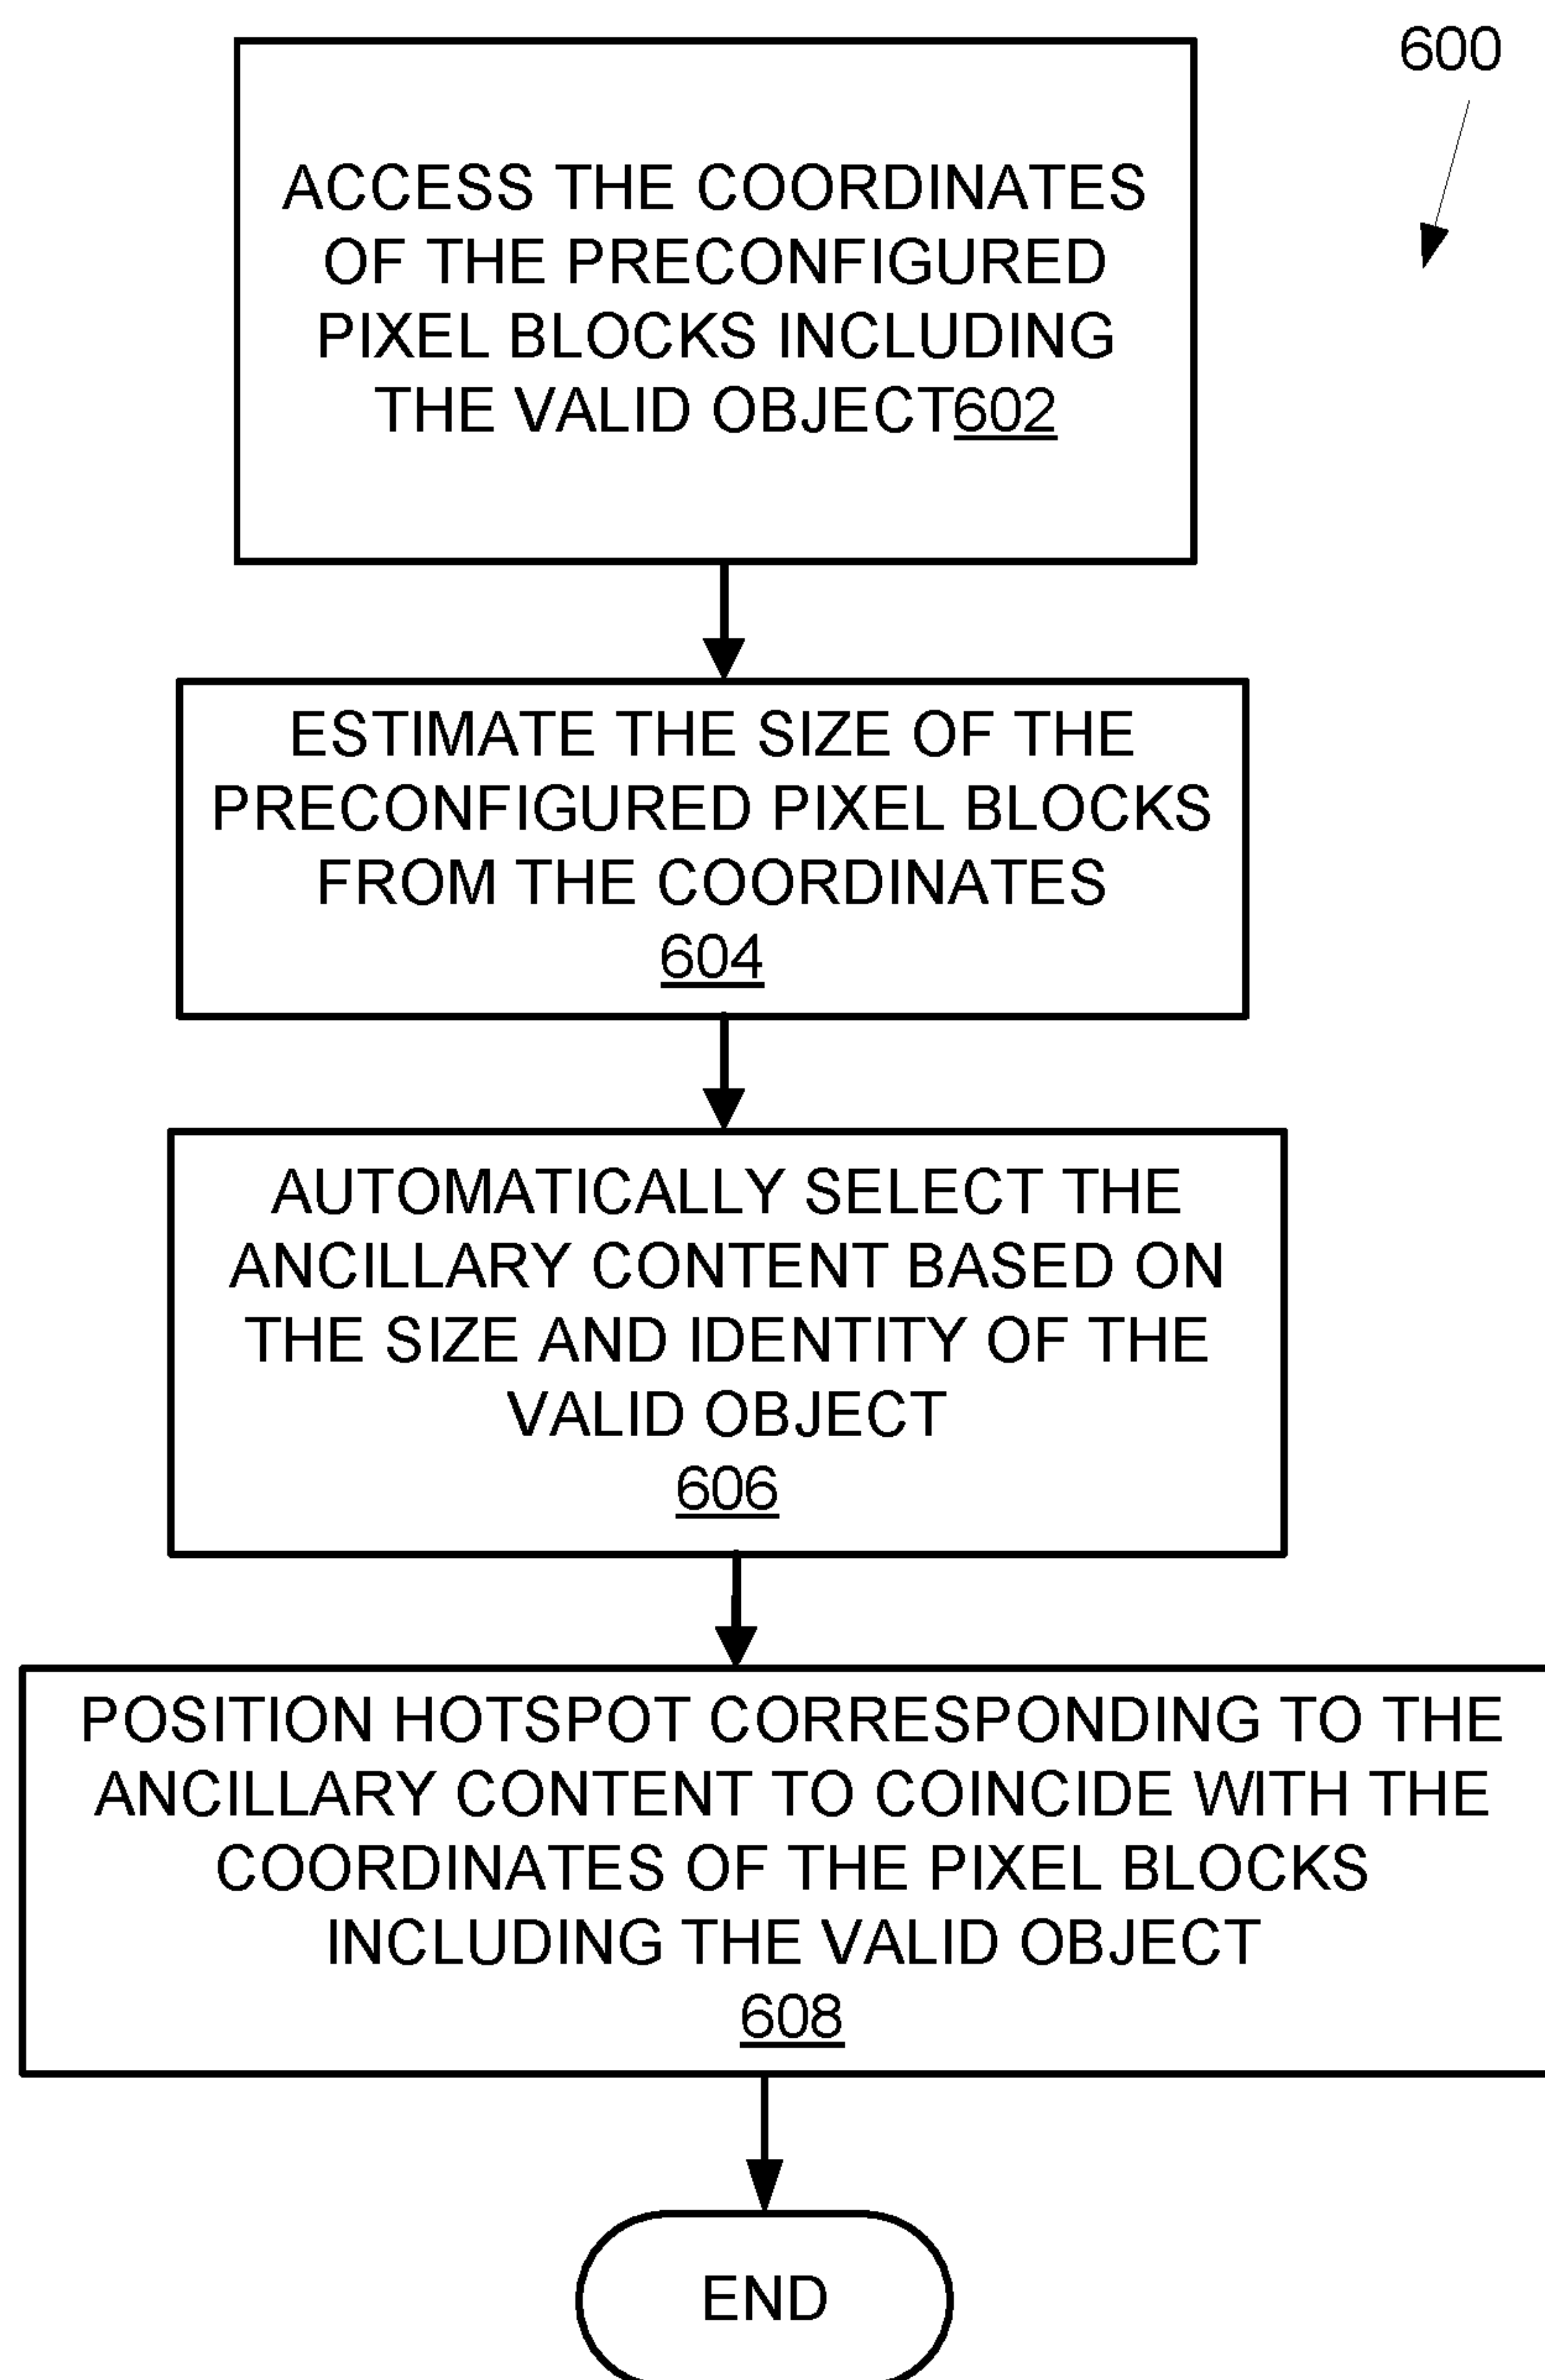 600
ACCESS THE COORDINATES
OF THE PRECONFIGURED
PIXEL BLOCKS INCLUDING
THE VALID OBJECT602
ESTIMATE THE SIZE OF THE
PRECONFIGURED PIXEL BLOCKS
FROM THE COORDINATES
604
AUTOMATICALLY SELECT THE
ANCILLARY CONTENT BASED ON
THE SIZE AND IDENTITY OF THE
VALID OBJECT
606
POSITION HOTSPOT CORRESPONDING TO THE
ANCILLARY CONTENT TO COINCIDE WITH THE
COORDINATES OF THE PIXEL BLOCKS
INCLUDING THE VALID OBJECT
608
END